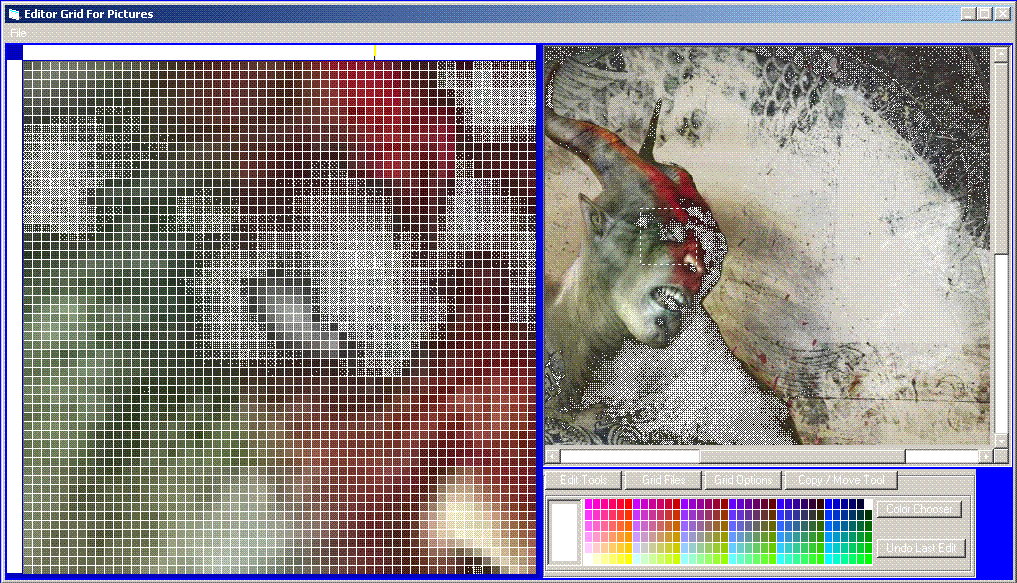 Editor Grid For Pictures
File
Edit Tools Grid Files Grid Options Copy / Move Tool
Color Chooser
Undo Last Edit